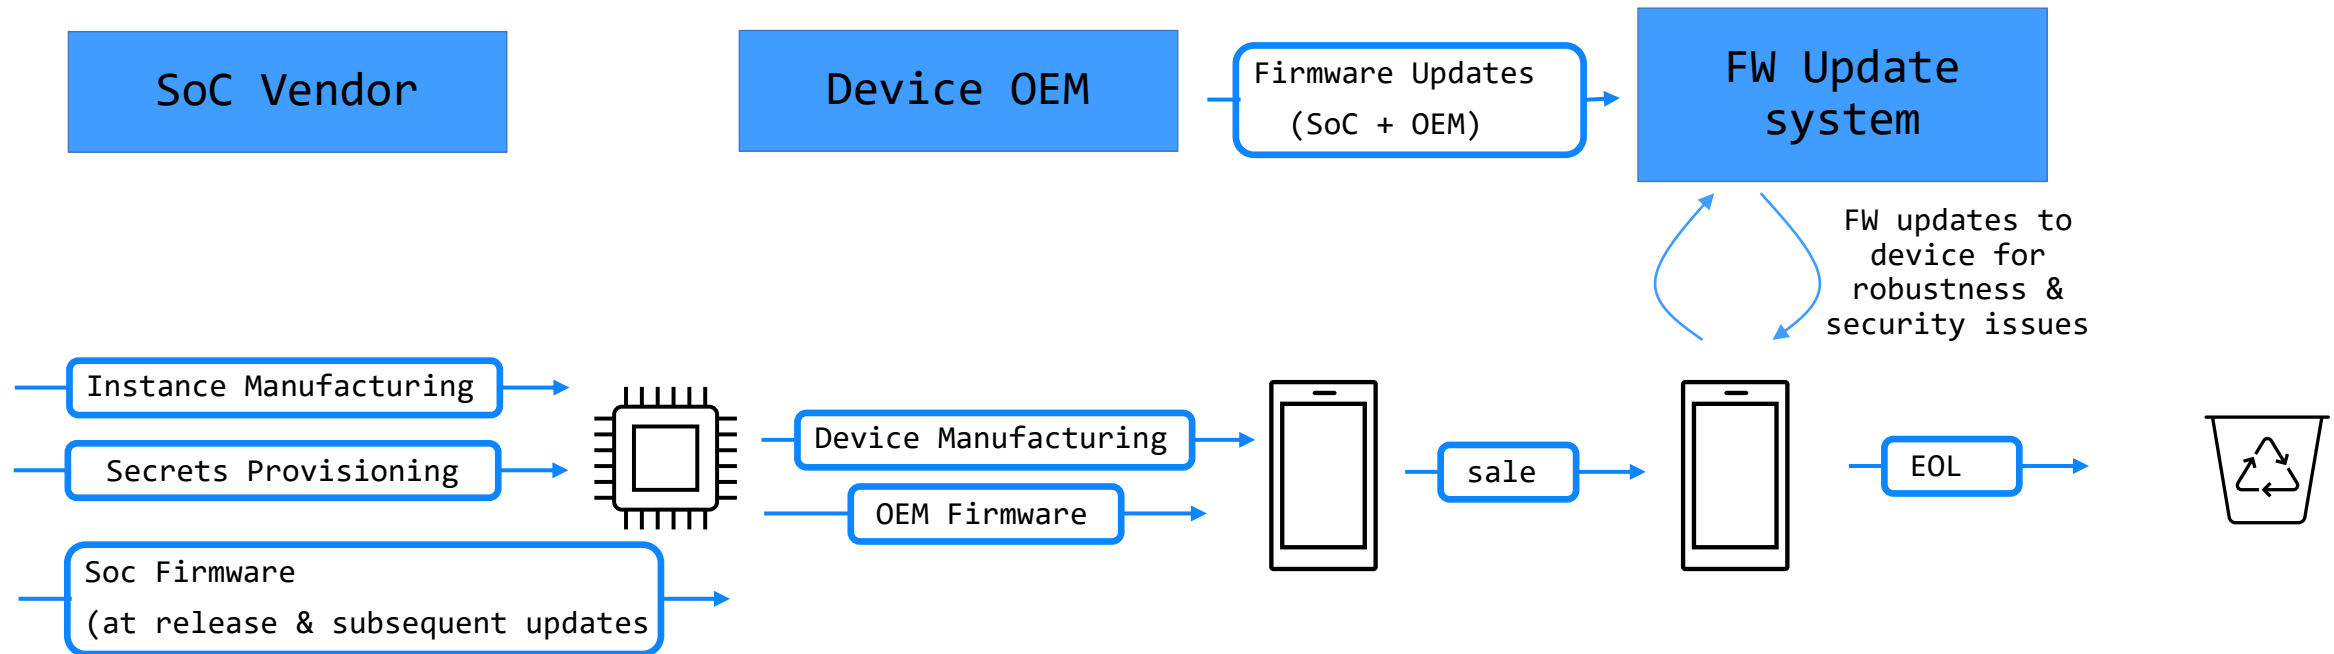 SoC Vendor
Device OEM
Firmware Updates
(SoC + OEM)
FW Update
system
FW updates to
device for
robustness &
security issues
Instance Manufacturing
Secrets Provisioning
Soc Firmware
(at release & subsequent updates
Device Manufacturing
OEM Firmware
sale
EOL